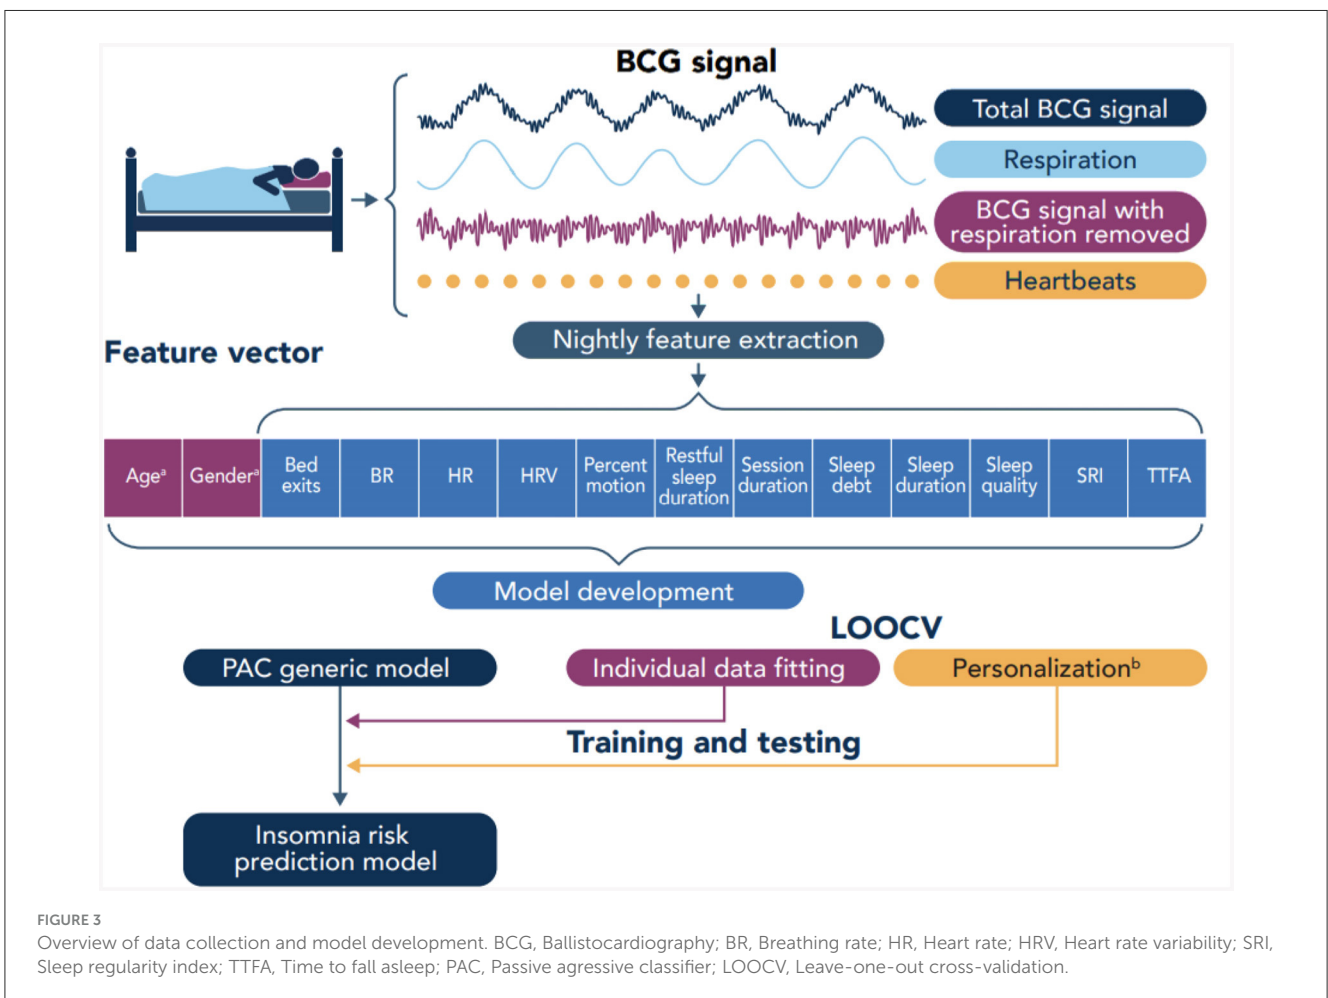 BCG signal
Total BCG signal
Respiration
BCG signal with
respiration removed
Heartbeats
Nightly feature extraction
Feature vector
Ageᵃ
Genderᵃ
Bed
exits
BR
HR
HRV
Percent
motion
Restful
sleep
duration
Session
duration
Sleep
debt
Sleep
duration
Sleep
quality
SRI
TTFA
Model development
LOOCV
PAC generic model
Individual data fitting
Personalizationᵇ
Training and testing
Insomnia risk
prediction model
FIGURE 3
Overview of data collection and model development. BCG, Ballistocardiography; BR, Breathing rate; HR, Heart rate; HRV, Heart rate variability; SRI,
Sleep regularity index; TTFA, Time to fall asleep; PAC, Passive agressive classifier; LOOCV, Leave-one-out cross-validation.